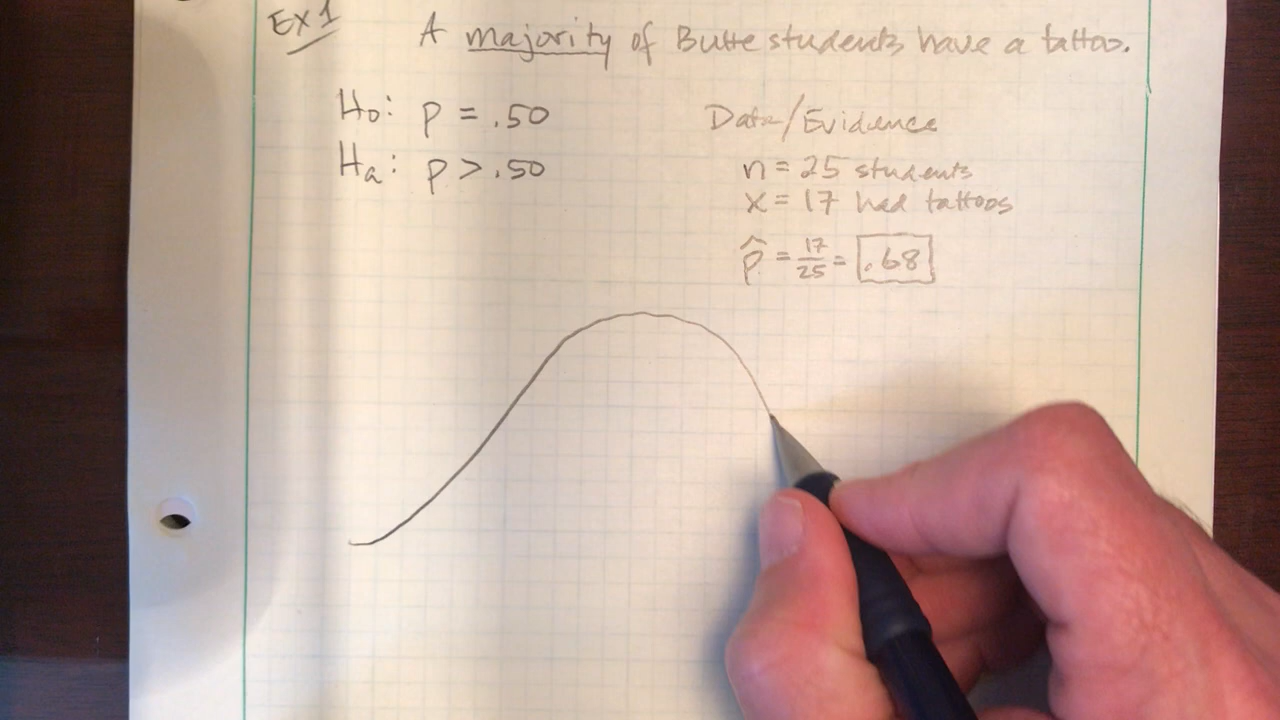 EX 1
A majority of Butte students have a tattoo.
Ho: p = .50
Ha: p > .50
Data/Evidence
n = 25 students
x = 17 had tattoos
p̂ = 17/25 = .68